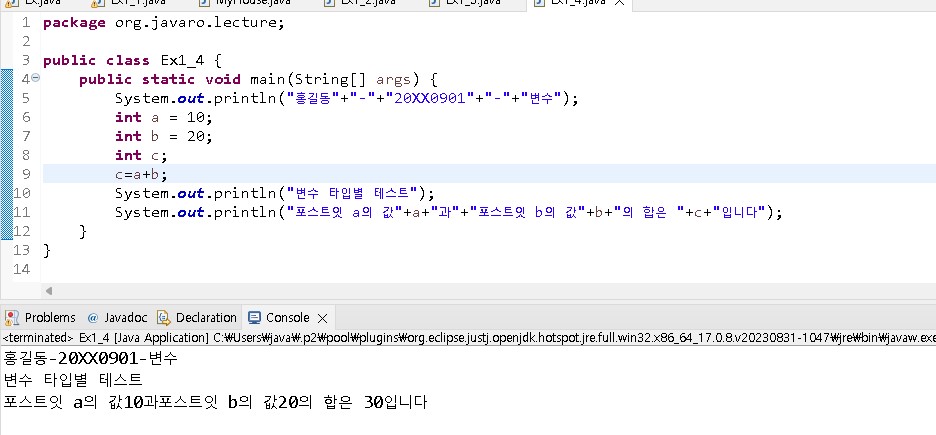 Ex.java Ex1_1.java MyHouse.java Ex1_2.java Ex1_3.java Ex1_4.java
1 package org.javaro.lecture;
2
3 public class Ex1_4 {
4 public static void main(String[] args) {
5 System.out.println("홍길동"+"-"+"20XX0901"+"-"+"변수");
6 int a = 10;
7 int b = 20;
8 int c;
9 c=a+b;
10 System.out.println("변수 타입별 테스트");
11 System.out.println("포스트잇 a의 값"+a+"과"+"포스트잇 b의 값"+b+"의 합은 "+c+"입니다");
12 }
13 }
14
Problems @ Javadoc Declaration Console
<terminated> Ex1_4 [Java Application] C:₩Users₩java₩.p2₩pool₩plugins₩org.eclipse.justj.openjdk.hotspot.jre.full.win32.x86_64_17.0.8.v20230831-1047₩jre₩bin₩javaw.exe
홍길동-20XX0901-변수
변수 타입별 테스트
포스트잇 a의 값10과포스트잇 b의 값20의 합은 30입니다